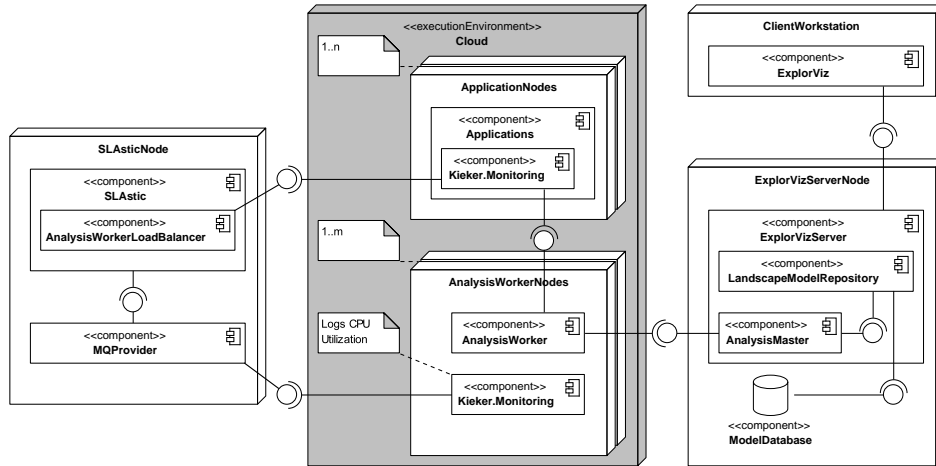 SLAsticNode
<<component>>
SLAstic
<<component>>
AnalysisWorkerLoadBalancer
<<component>>
MQProvider
<<executionEnvironment>>
Cloud
1..n
ApplicationNodes
<<component>>
Applications
<<component>>
Kieker.Monitoring
1..m
AnalysisWorkerNodes
Logs CPU
Utilization
<<component>>
AnalysisWorker
<<component>>
Kieker.Monitoring
ClientWorkstation
<<component>>
ExplorViz
ExplorVizServerNode
<<component>>
ExplorVizServer
<<component>>
LandscapeModelRepository
<<component>>
AnalysisMaster
<<component>>
ModelDatabase